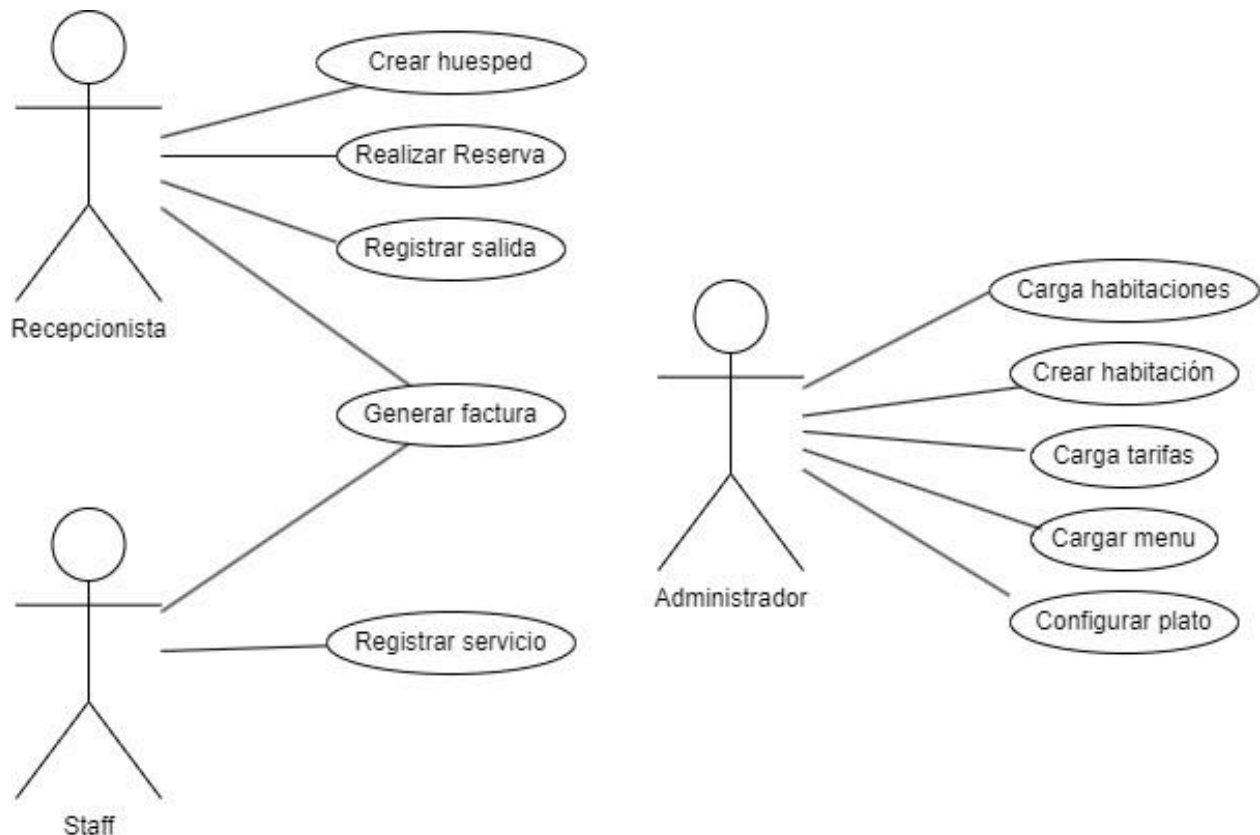 Crear huesped
Realizar Reserva
Registrar salida
Recepcionista
Generar factura
Registrar servicio
Staff
Carga habitaciones
Crear habitación
Carga tarifas
Cargar menu
Administrador
Configurar plato